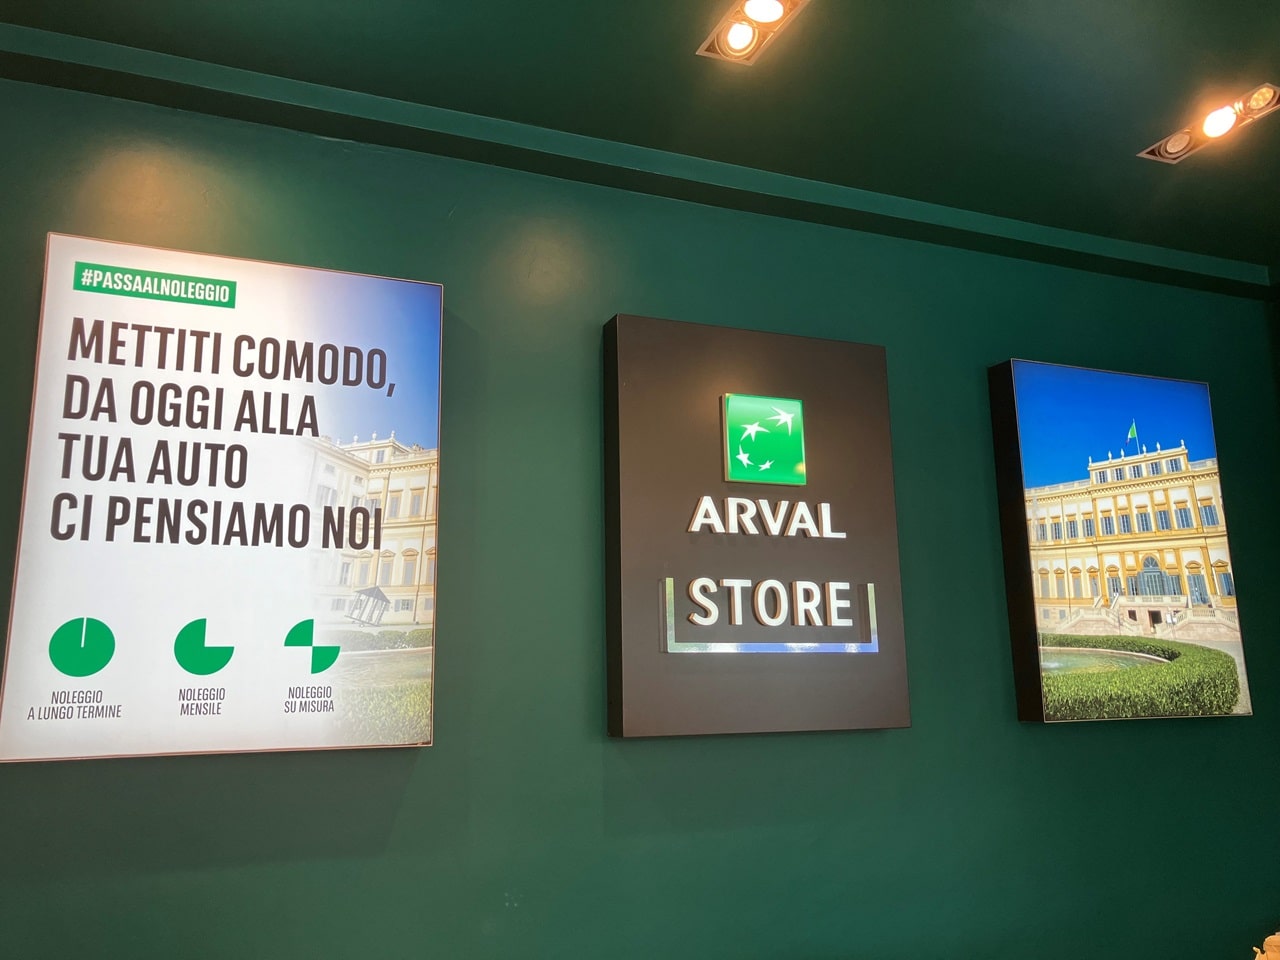 #PASSAALNOLEGGIO
METTITI COMODO,
DA OGGI ALLA
TUA AUTO
CI PENSIAMO NOI
NOLEGGIO
A LUNGO TERMINE
NOLEGGIO
MENSILE
NOLEGGIO
SU MISURA
ARVAL
STORE